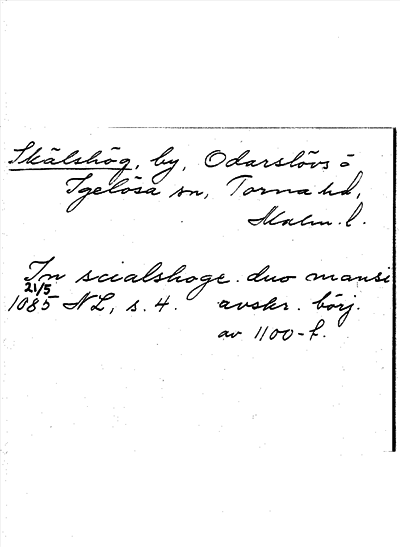 Skälshög, by, Odarslövs o
Igelösa sn, Torna hd,
Malm. l.
In scialshoge. duo mansi
21/5
1085 NL, s. 4. avskr. börj.
av 1100-t.